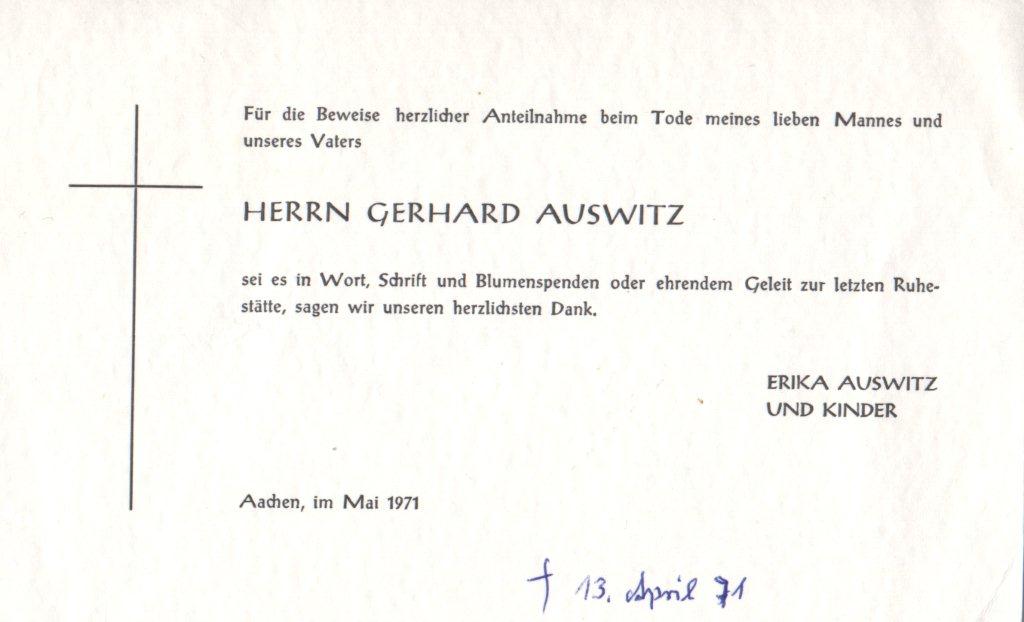 Für die Beweise herzlicher Anteilnahme beim Tode meines lieben Mannes und
unseres Vaters
HERRN GERHARD AUSWITZ
sei es in Wort, Schrift und Blumenspenden oder ehrendem Geleit zur letzten Ruhe-
stätte, sagen wir unseren herzlichsten Dank.
ERIKA AUSWITZ
UND KINDER
Aachen, im Mai 1971
† 13. April 71